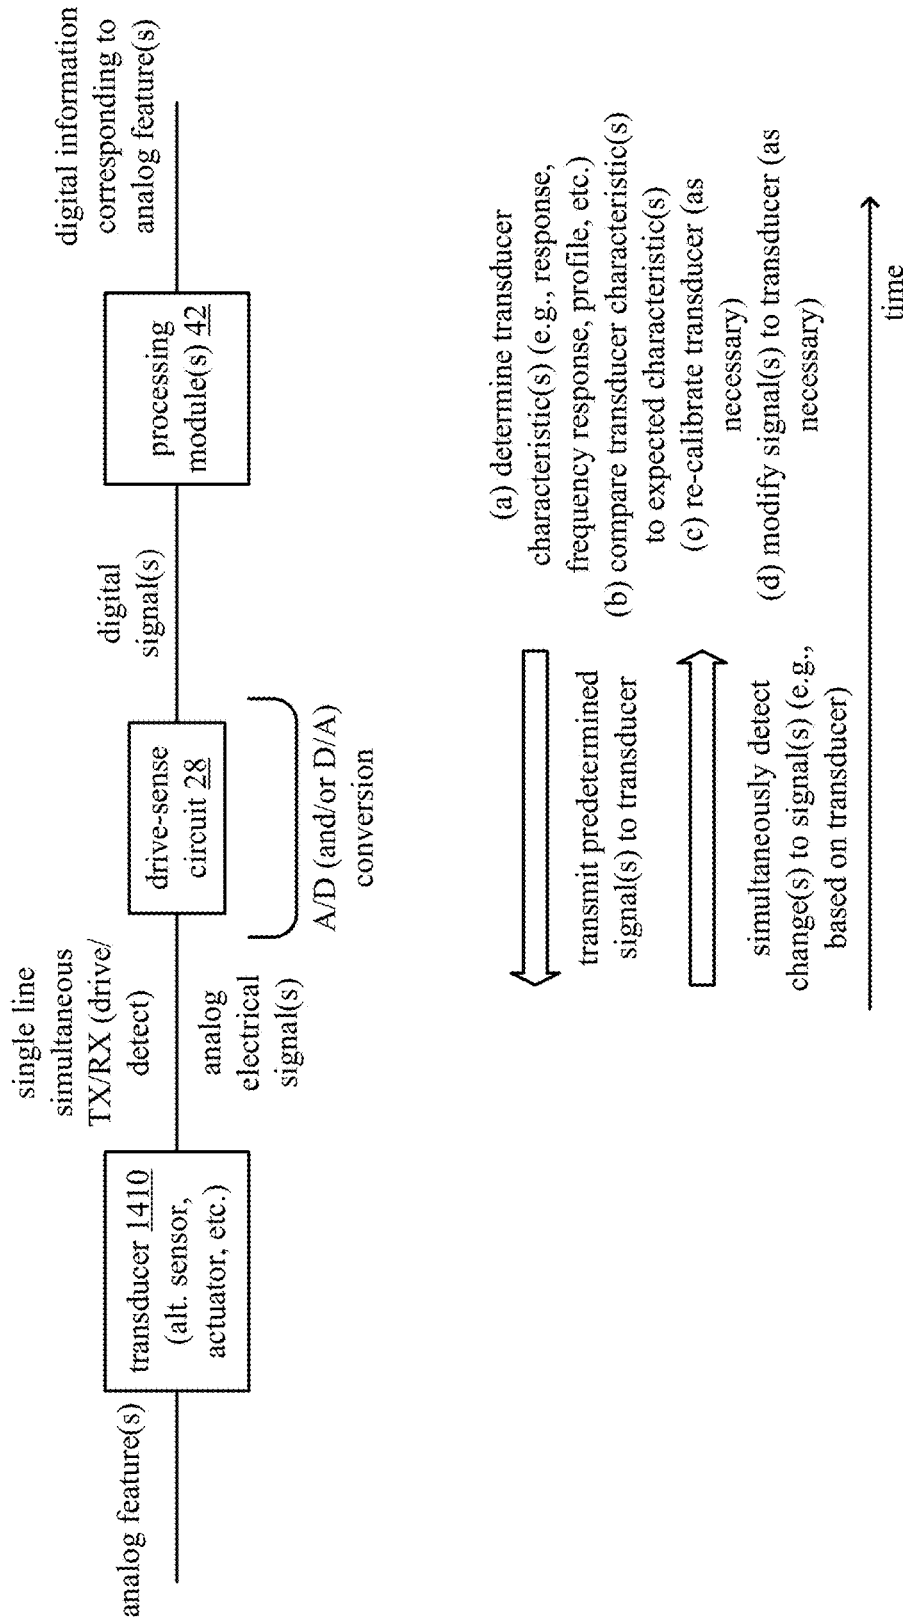 analog feature(s)
transducer 1410
(alt. sensor,
actuator, etc.)
single line
simultaneous
TX/RX (drive/
detect)
analog
electrical
signal(s)
drive-sense
circuit 28
A/D (and/or D/A)
conversion
digital
signal(s)
processing
module(s) 42
digital information
corresponding to
analog feature(s)
transmit predetermined
signal(s) to transducer
simultaneously detect
change(s) to signal(s) (e.g.,
based on transducer)
(a) determine transducer
characteristic(s) (e.g., response,
frequency response, profile, etc.)
(b) compare transducer characteristic(s)
to expected characteristic(s)
(c) re-calibrate transducer (as
necessary)
(d) modify signal(s) to transducer (as
necessary)
time